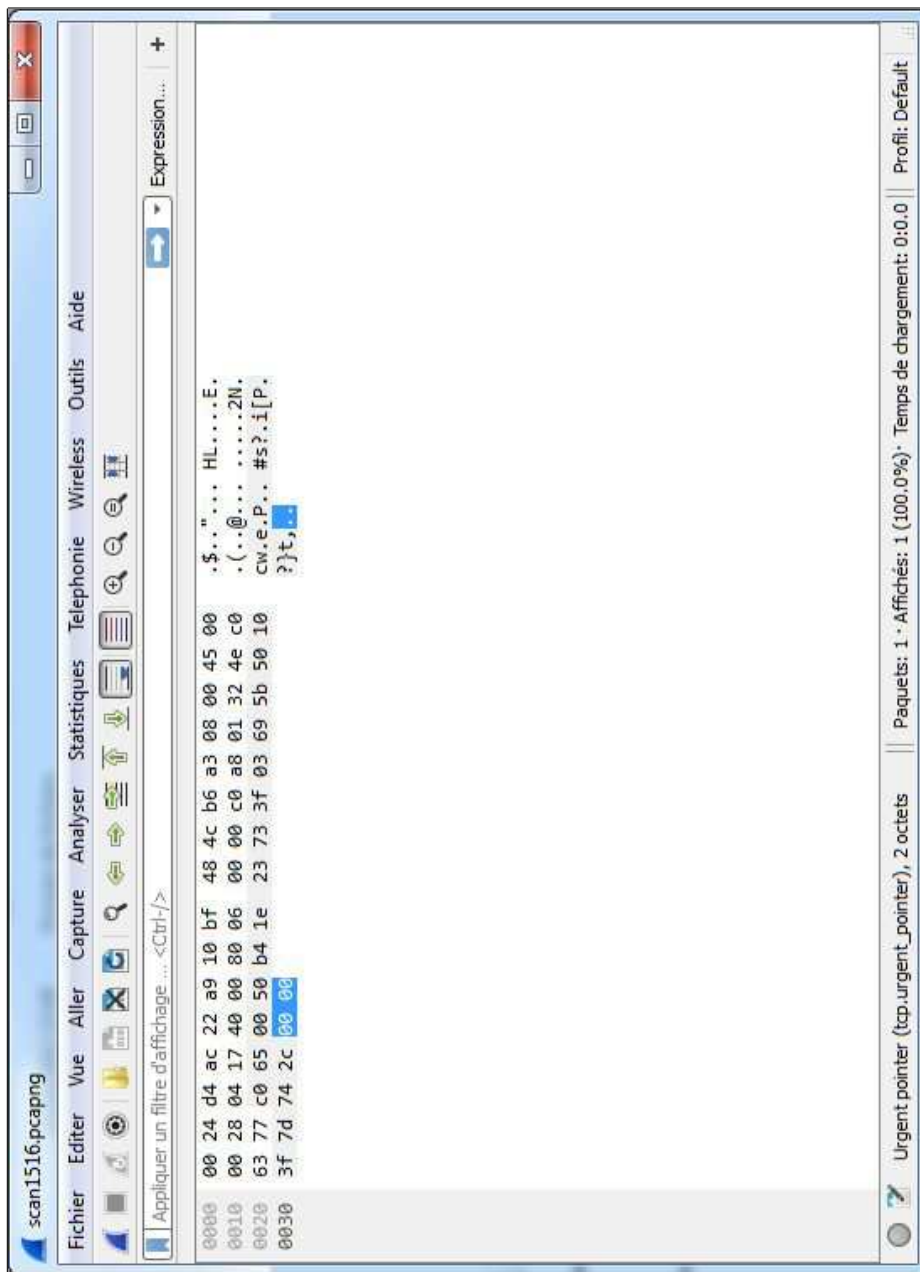 scan1516.pcapng
Fichier Editer Vue Aller Capture Analyser Statistiques Telephonie Wireless Outils Aide
Appliquer un filtre d'affichage ... <Ctrl-/> Expression... +
0000 00 24 d4 ac 22 a9 10 bf 48 4c b6 a3 08 00 45 00 .$..".. HL....E.
0010 00 28 04 17 40 00 80 06 00 00 c0 a8 01 32 4e c0 .(..@... .....2N.
0020 63 77 c0 65 00 50 b4 1e 23 73 3f 03 69 5b 50 10 cw.e.P.. #s?.i[P.
0030 3f 7d 74 2c 00 00 ?}t,..
Urgent pointer (tcp.urgent_pointer), 2 octets Paquets: 1 · Affichés: 1 (100.0%) · Temps de chargement: 0:0.0 Profil: Default